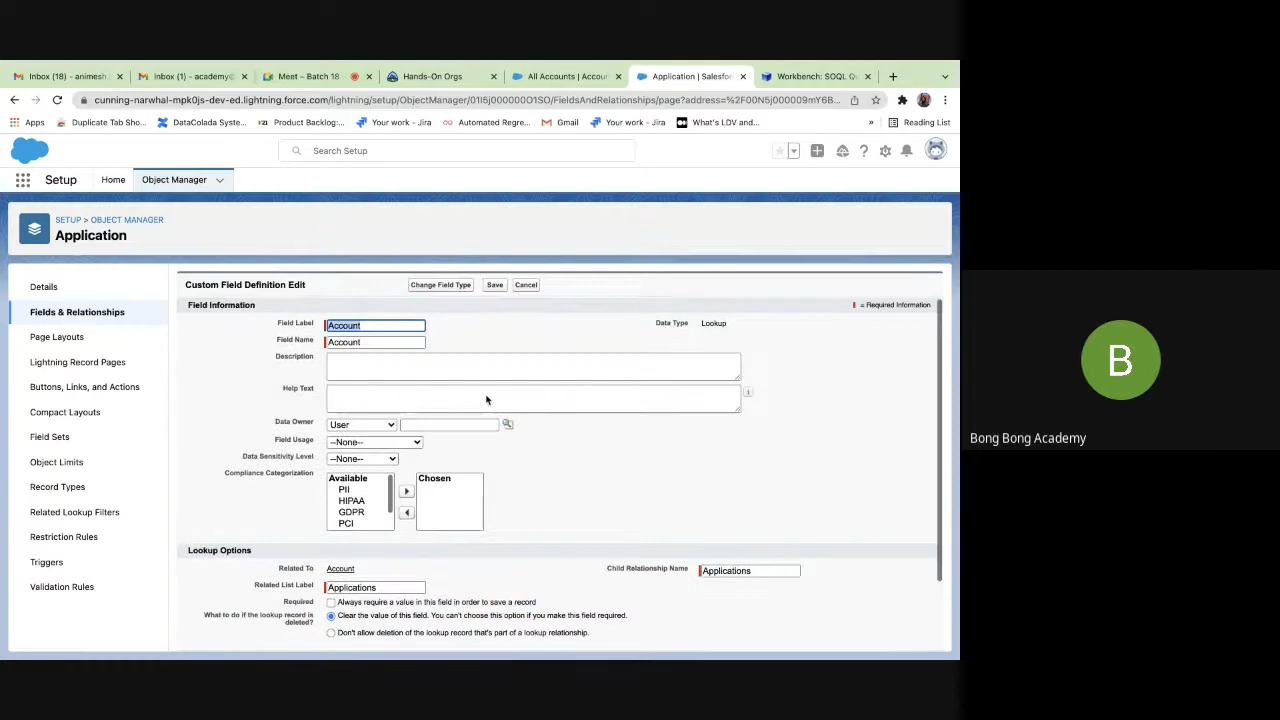 Inbox (18) - animesh.
Inbox (1) - academy@
Meet – Batch 18
Hands-On Orgs
All Accounts | Accou
Application | Salesfo
Workbench: SOQL Q
cunning-narwhal-mpk0js-dev-ed.lightning.force.com/lightning/setup/ObjectManager/01I5j000000O1SO/FieldsAndRelationships/page?address=%2F00N5j000009mY6B...
Apps
Duplicate Tab Sho...
DataColada Syste...
Product Backlog:...
Your work - Jira
Automated Regre...
Gmail
Your work - Jira
What's LDV and...
»
Reading List
Search Setup
Setup
Home
Object Manager
SETUP > OBJECT MANAGER
Application
Details
Fields & Relationships
Page Layouts
Lightning Record Pages
Buttons, Links, and Actions
Compact Layouts
Field Sets
Object Limits
Record Types
Related Lookup Filters
Restriction Rules
Triggers
Validation Rules
Custom Field Definition Edit
Change Field Type
Save
Cancel
Field Information
= Required Information
Field Label Account
Data Type Lookup
Field Name Account
Description
Help Text
i
Data Owner User
Field Usage --None--
Data Sensitivity Level --None--
Compliance Categorization
Available
PII
HIPAA
GDPR
PCI
Chosen
Lookup Options
Related To Account
Child Relationship Name Applications
Related List Label Applications
Required Always require a value in this field in order to save a record
What to do if the lookup record is deleted?
Clear the value of this field. You can't choose this option if you make this field required.
Don't allow deletion of the lookup record that's part of a lookup relationship.
B
Bong Bong Academy